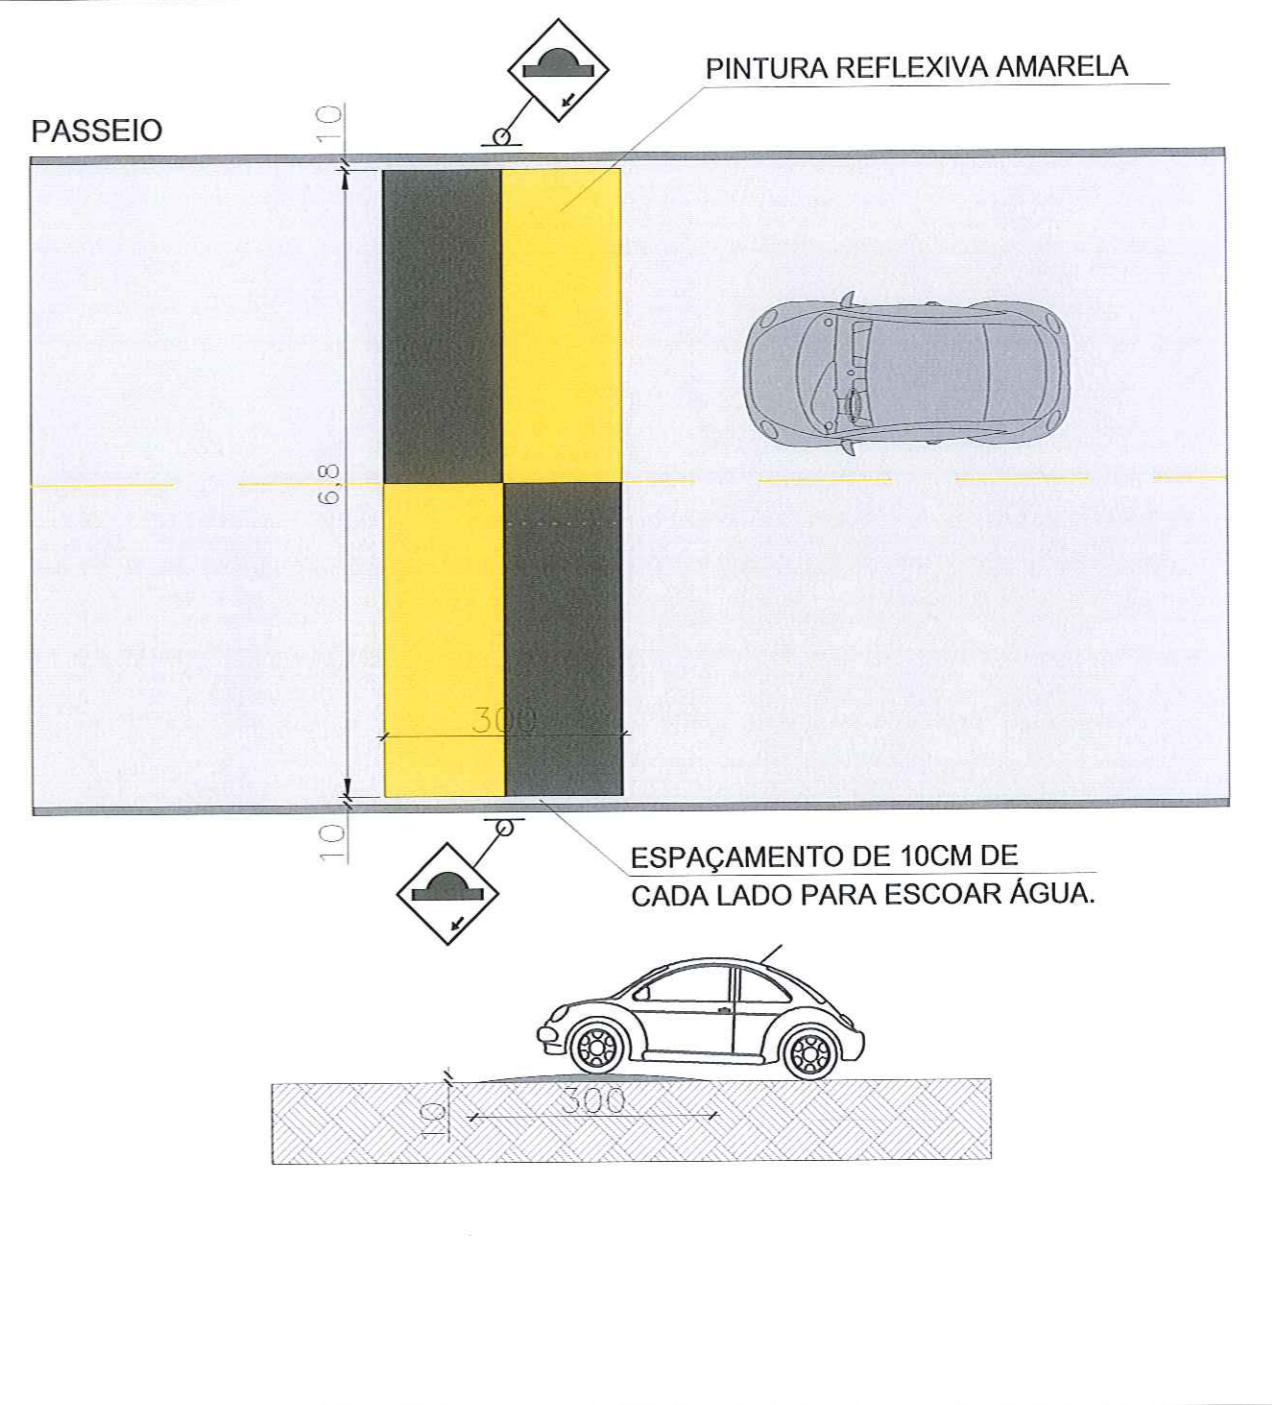 PINTURA REFLEXIVA AMARELA
10
PASSEIO
6,8
300
10
ESPAÇAMENTO DE 10CM DE
CADA LADO PARA ESCOAR ÁGUA.
10
300